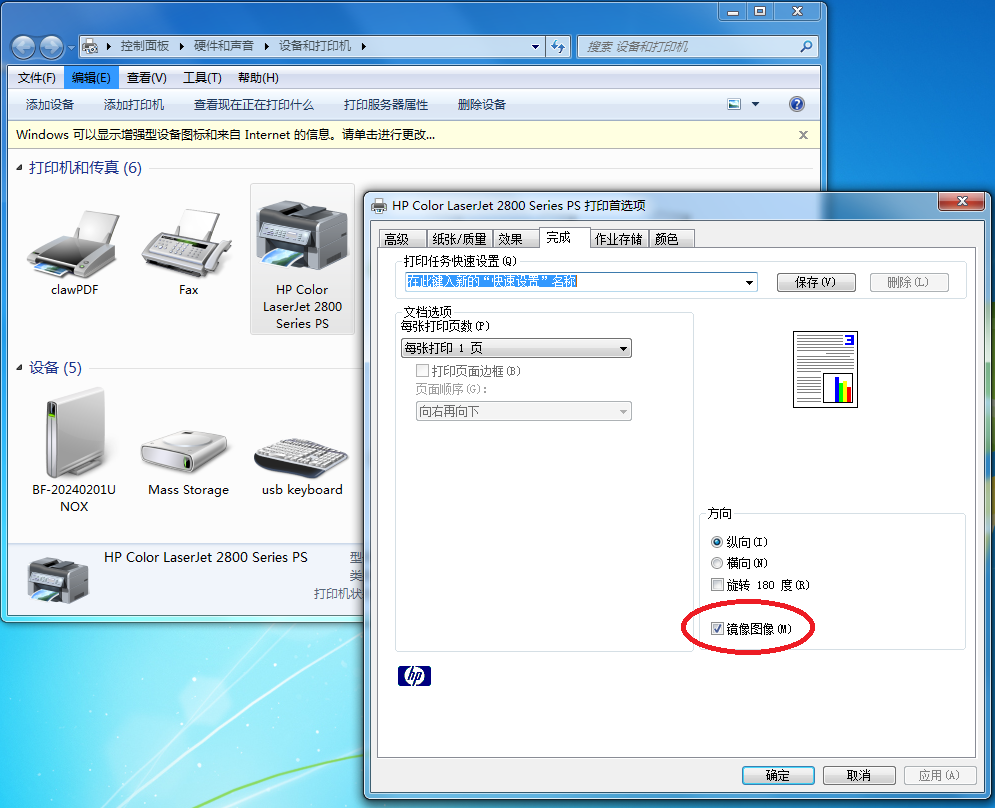 控制面板 ▸ 硬件和声音 ▸ 设备和打印机 ▸
搜索 设备和打印机
文件(F) 编辑(E) 查看(V) 工具(T) 帮助(H)
添加设备 添加打印机 查看现在正在打印什么 打印服务器属性 删除设备
Windows 可以显示增强型设备图标和来自 Internet 的信息。请单击进行更改...
打印机和传真 (6)
clawPDF
Fax
HP Color
LaserJet 2800
Series PS
设备 (5)
BF-20240201U
NOX
Mass Storage
usb keyboard
HP Color LaserJet 2800 Series PS
型
类
打印机状
HP Color LaserJet 2800 Series PS 打印首选项
高级 纸张/质量 效果 完成 作业存储 颜色
打印任务快速设置(Q)
在此键入新的“快速设置”名称
保存(V) 删除(L)
文档选项
每张打印页数(P)
每张打印 1 页
打印页面边框(B)
页面顺序(G):
向右再向下
3
方向
纵向(I)
横向(N)
旋转 180 度(R)
镜像图像(M)
hp
确定 取消 应用(A)